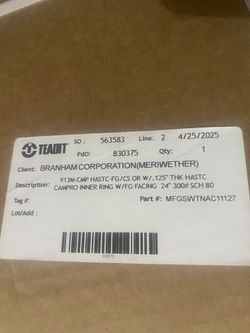 TEADIT
SO : 563583 Line: 2 4/25/2025
PdO: 830375 Qty: 1
Client: BRANHAM CORPORATION(MERIWETHER)
Description: 913M-CMP HASTC-FG/CS OR W/.125" THK HASTC
CAMPRO INNER RING W/FG FACING 24" 300# SCH 80
Tag #: Part #: MFGSWTNAC11127
Lot/Add :